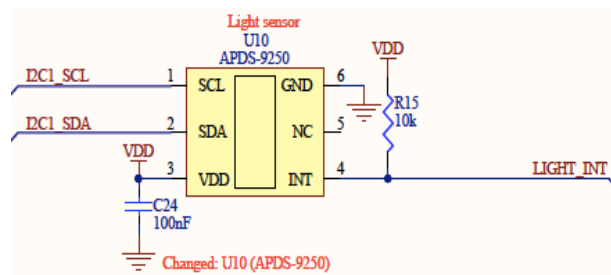 Light sensor
U10
APDS-9250
I2C1_SCL
1
SCL
GND
6
VDD
R15
10k
I2C1_SDA
2
SDA
NC
5
VDD
3
VDD
INT
4
LIGHT_INT
C24
100nF
Changed: U10 (APDS-9250)